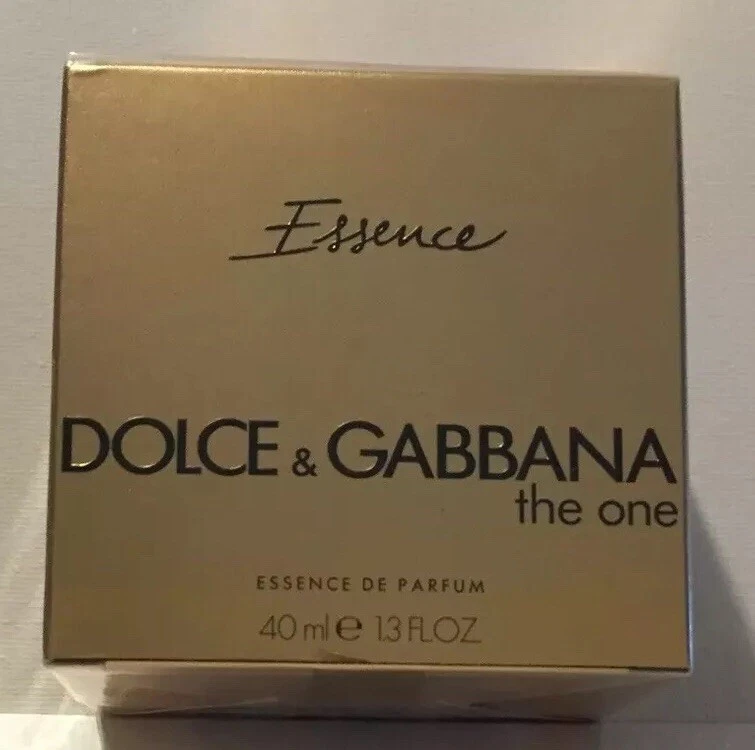 Essence
DOLCE & GABBANA
the one
ESSENCE DE PARFUM
40 ml e 1.3 FL.OZ.